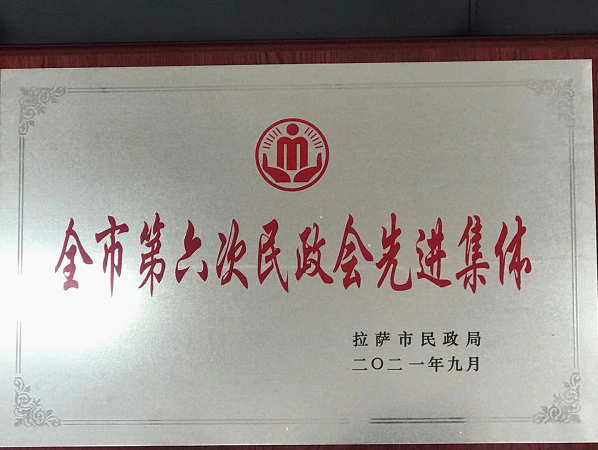 全市第六次民政会先进集体
拉萨市民政局
二〇二一年九月